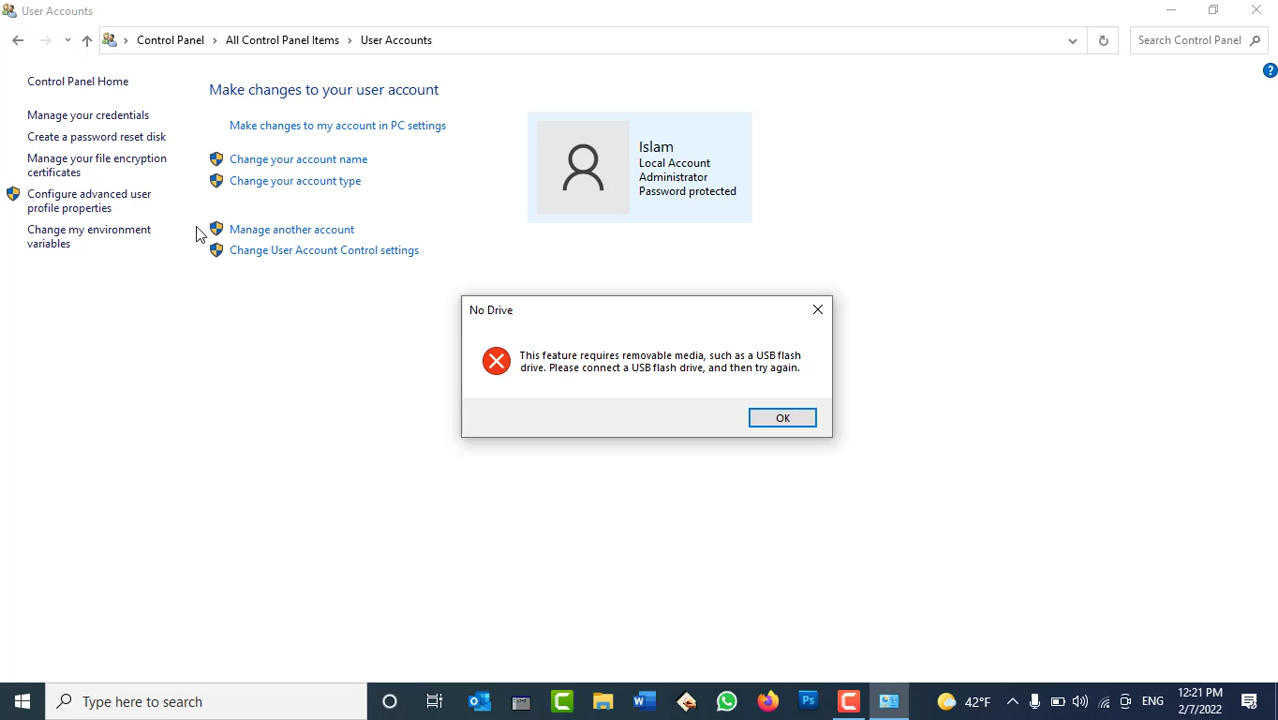 User Accounts
Control Panel
All Control Panel Items
User Accounts
Search Control Panel
Control Panel Home
Manage your credentials
Create a password reset disk
Manage your file encryption
certificates
Configure advanced user
profile properties
Change my environment
variables
Make changes to your user account
Make changes to my account in PC settings
Change your account name
Change your account type
Manage another account
Change User Account Control settings
Islam
Local Account
Administrator
Password protected
No Drive
This feature requires removable media, such as a USB flash
drive. Please connect a USB flash drive, and then try again.
OK
Type here to search
W
Ps
42°F
ENG
12:21 PM
2/7/2022